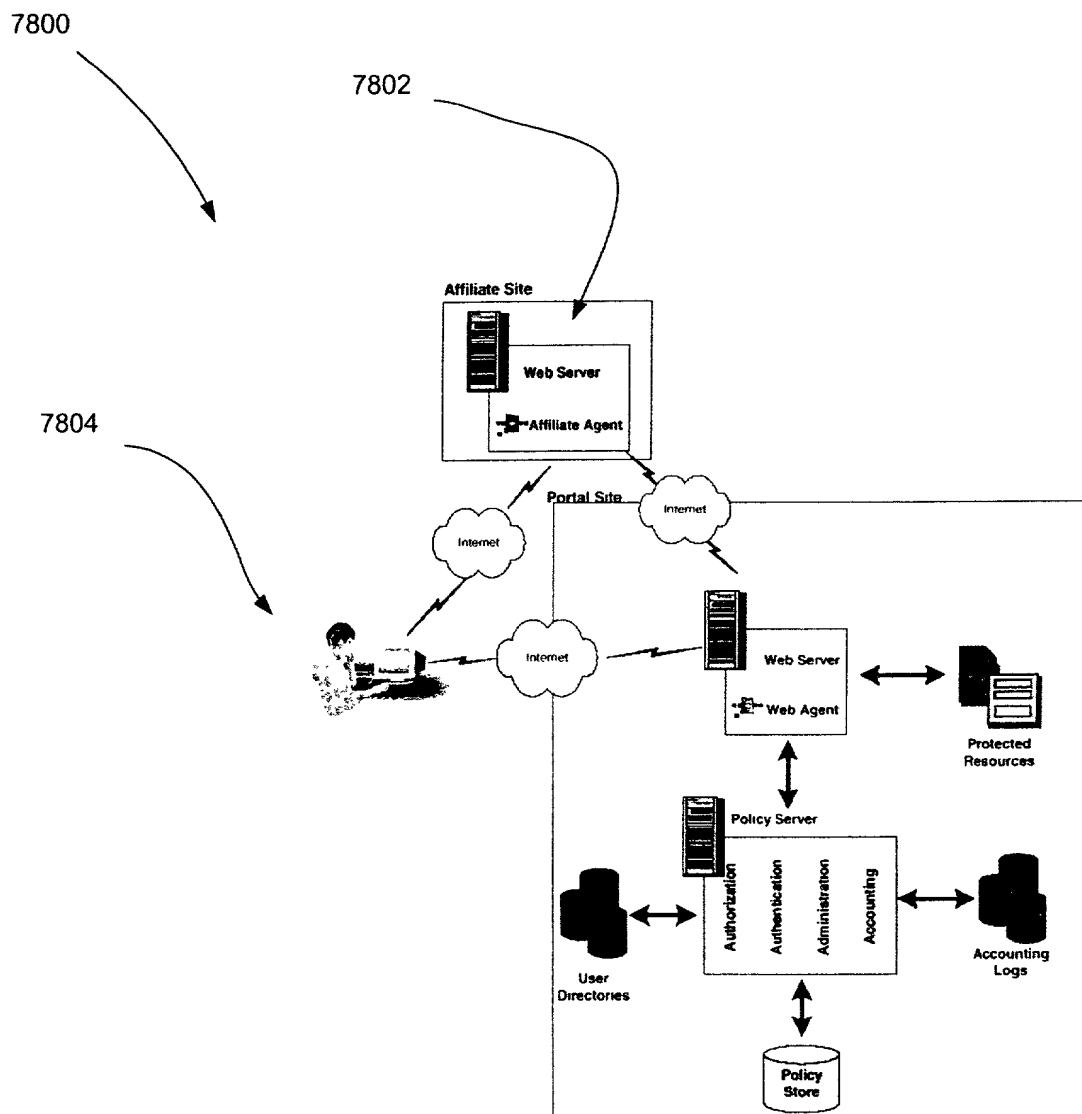 7800
7802
Affiliate Site
Web Server
Affiliate Agent
7804
Portal Site
Internet
Internet
Internet
Web Server
Web Agent
Protected
Resources
Policy Server
Authorization
Authentication
Administration
Accounting
User
Directories
Accounting
Logs
Policy
Store